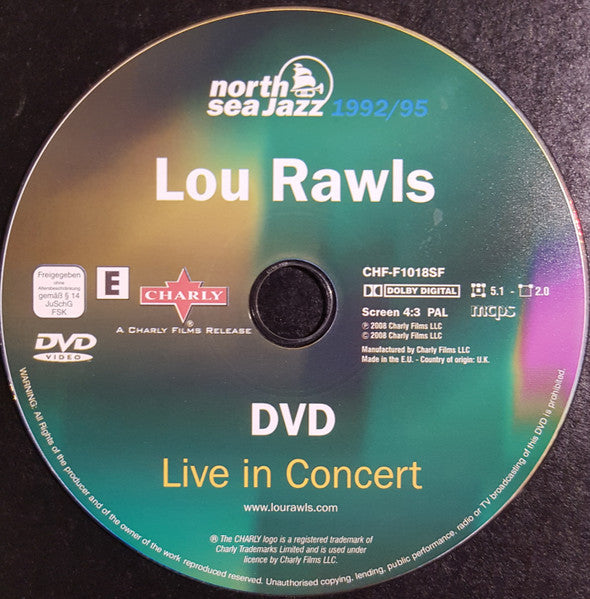 north
sea Jazz 1992/95
Lou Rawls
Freigegeben
ohne
Altersbeschränkung
gemäß § 14
JuSchG
FSK
E
CHARLY
®
A CHARLY FILMS RELEASE
DVD
VIDEO
CHF-F1018SF
DOLBY DIGITAL 5.1 - 2.0
Screen 4:3 PAL mcps
℗ 2008 Charly Films LLC
© 2008 Charly Films LLC
Manufactured by Charly Films LLC
Made in the E.U. - Country of origin: U.K.
DVD
Live in Concert
www.lourawls.com
® The CHARLY logo is a registered trademark of
Charly Trademarks Limited and is used under
licence by Charly Films LLC.
WARNING: All Rights of the producer and of the owner of the work reproduced reserved. Unauthorised copying, lending, public performance, radio or TV broadcasting of this DVD is prohibited.